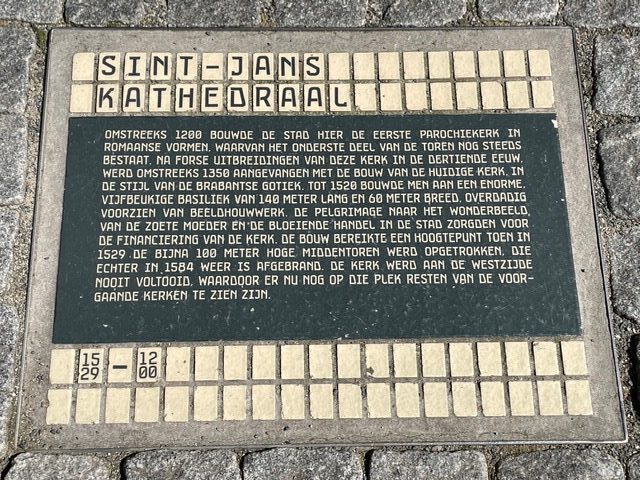 SINT-JANS
KATHEDRAAL
OMSTREEKS 1200 BOUWDE DE STAD HIER DE EERSTE PAROCHIEKERK IN
ROMAANSE VORMEN, WAARVAN HET ONDERSTE DEEL VAN DE TOREN NOG STEEDS
BESTAAT. NA FORSE UITBREIDINGEN VAN DEZE KERK IN DE DERTIENDE EEUW,
WERD OMSTREEKS 1350 AANGEVANGEN MET DE BOUW VAN DE HUIDIGE KERK, IN
DE STIJL VAN DE BRABANTSE GOTIEK. TOT 1520 BOUWDE MEN AAN EEN ENORME,
VIJFBEUKIGE BASILIEK VAN 140 METER LANG EN 60 METER BREED, OVERDADIG
VOORZIEN VAN BEELDHOUWWERK. DE PELGRIMAGE NAAR HET WONDERBEELD
VAN DE ZOETE MOEDER EN DE BLOEIENDE HANDEL IN DE STAD ZORGDEN VOOR
DE FINANCIERING VAN DE KERK. DE BOUW BEREIKTE EEN HOOGTEPUNT TOEN IN
1529 DE BIJNA 100 METER HOGE MIDDENTOREN WERD OPGETROKKEN, DIE
ECHTER IN 1584 WEER IS AFGEBRAND. DE KERK WERD AAN DE WESTZIJDE
NOOIT VOLTOOID, WAARDOOR ER NU NOG OP DIE PLEK RESTEN VAN DE VOOR-
GAANDE KERKEN TE ZIEN ZIJN.
1529 - 1200